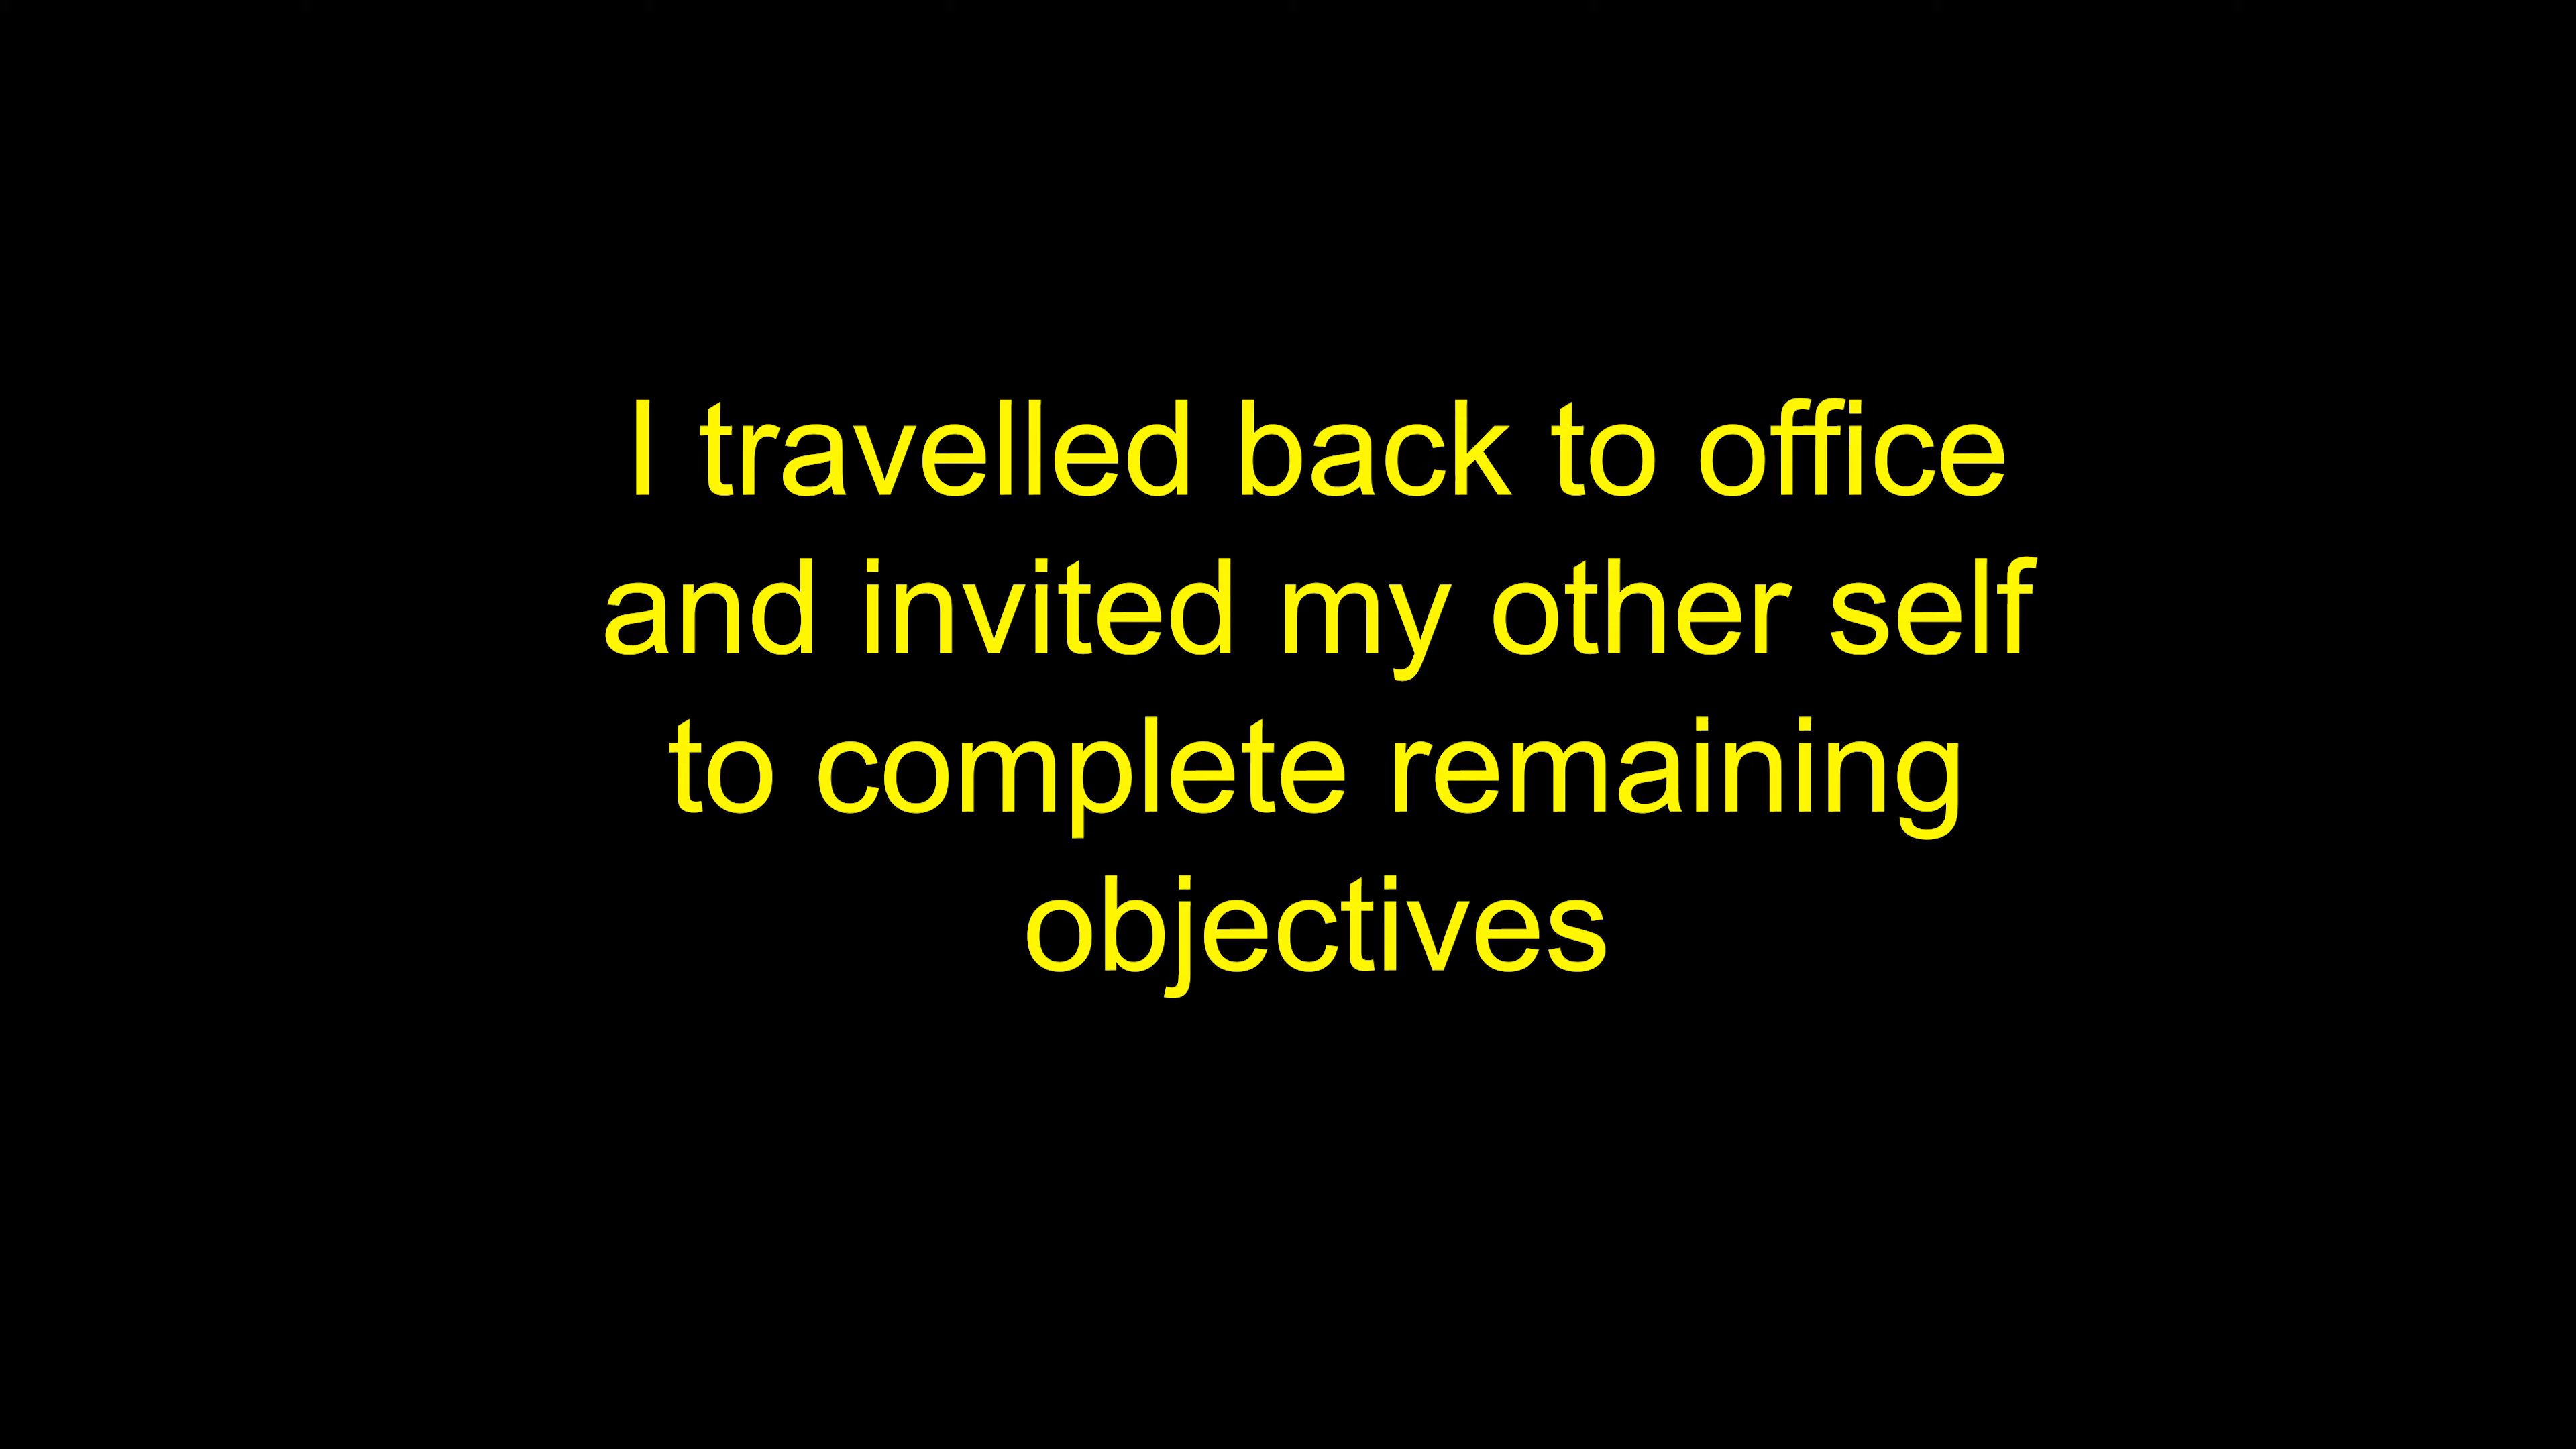 I travelled back to office
and invited my other self
to complete remaining
objectives